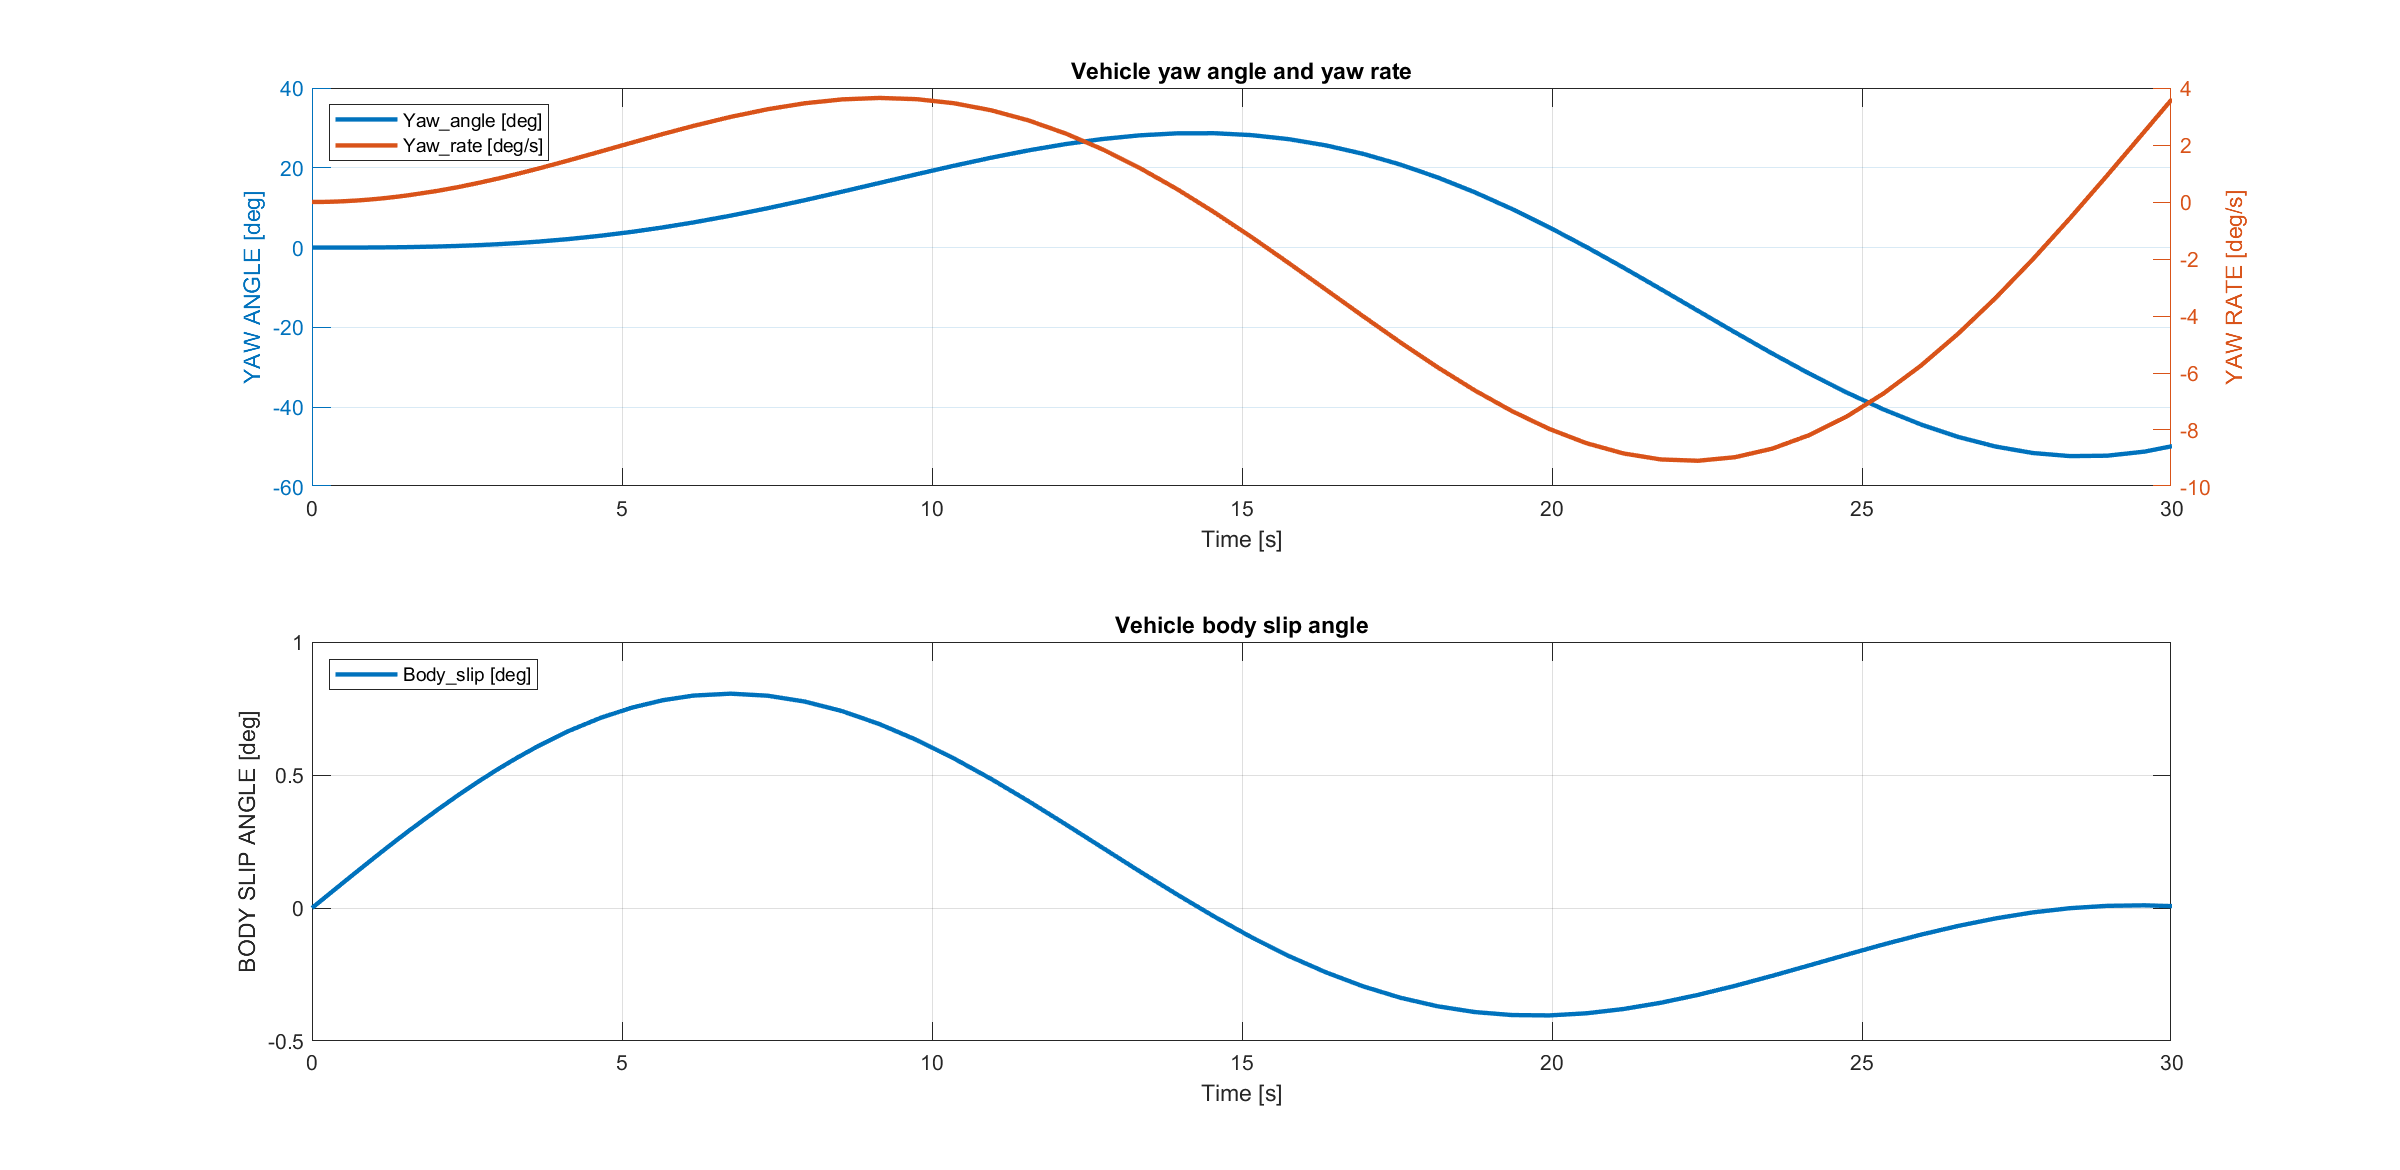 Vehicle yaw angle and yaw rate
40
20
0
-20
-40
-60
YAW ANGLE [deg]
Yaw_angle [deg]
Yaw_rate [deg/s]
4
2
0
-2
-4
-6
-8
-10
YAW RATE [deg/s]
0 5 10 15 20 25 30
Time [s]
Vehicle body slip angle
1
0.5
0
-0.5
BODY SLIP ANGLE [deg]
Body_slip [deg]
0 5 10 15 20 25 30
Time [s]